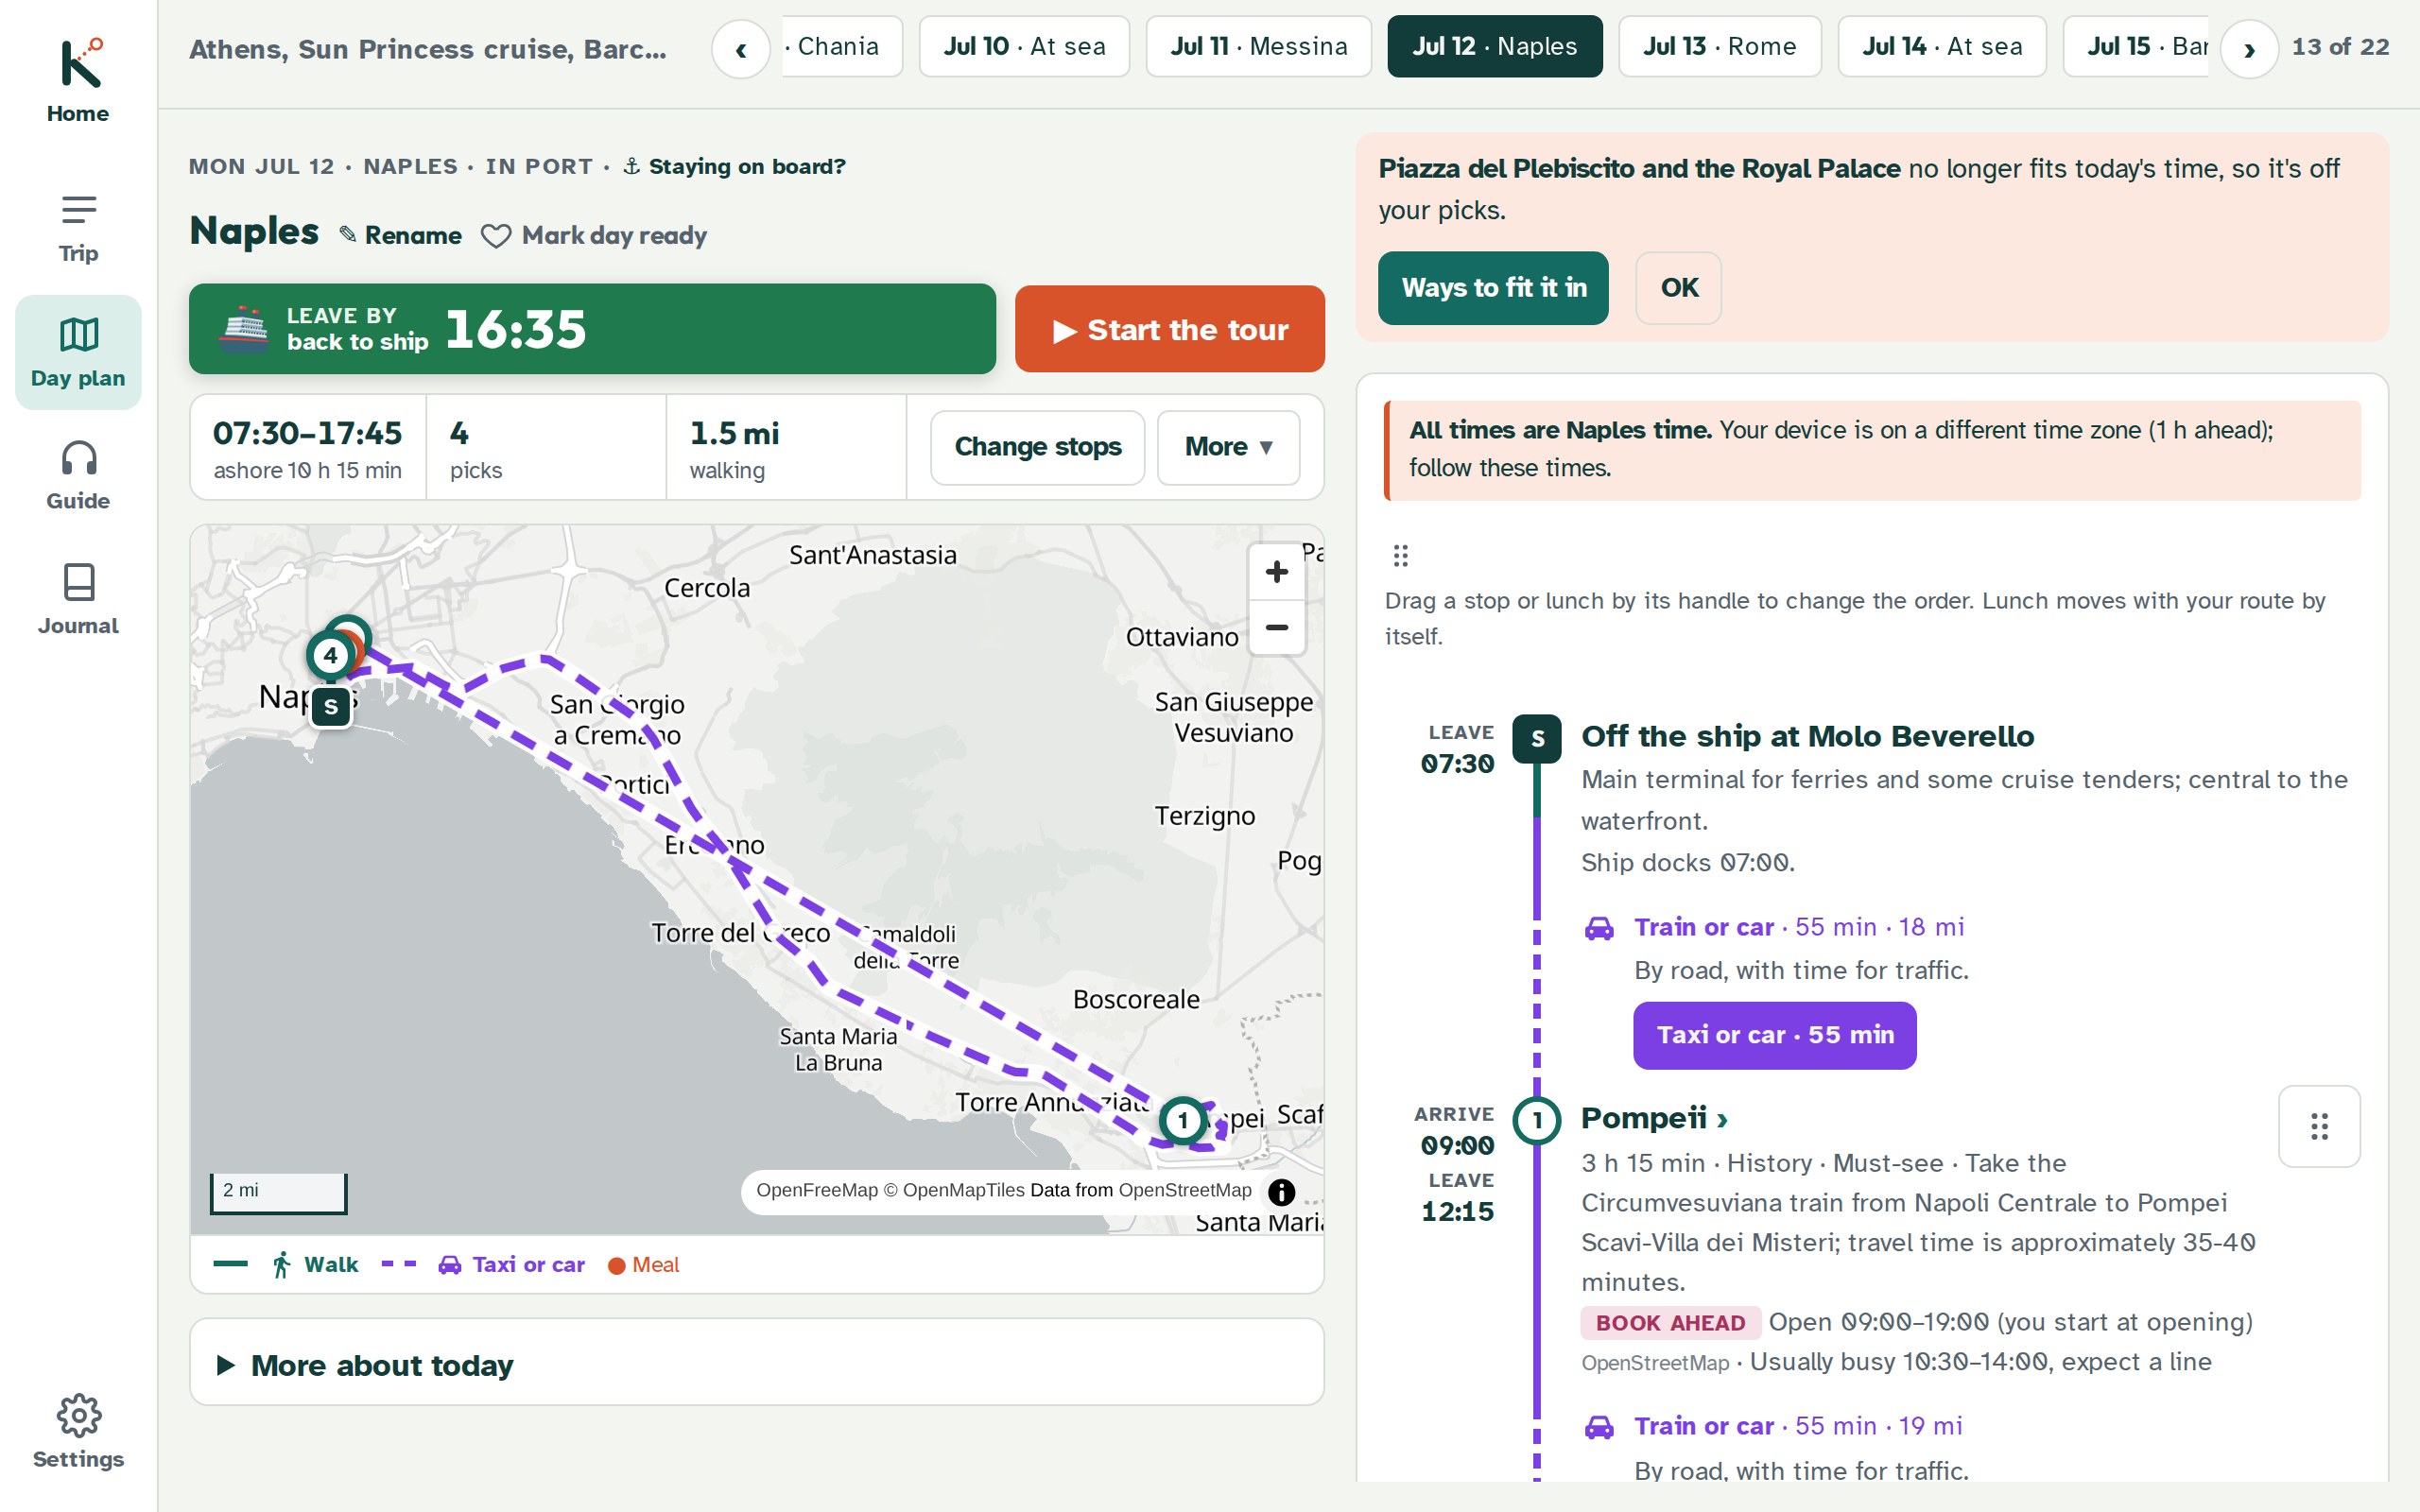 Home
Trip
Day plan
Guide
Journal
Settings
Athens, Sun Princess cruise, Barc...
‹
· Chania
Jul 10 · At sea
Jul 11 · Messina
Jul 12 · Naples
Jul 13 · Rome
Jul 14 · At sea
Jul 15 · Bar
›
13 of 22
MON JUL 12 · NAPLES · IN PORT · ⚓ Staying on board?
Naples ✎ Rename ♡ Mark day ready
LEAVE BY
back to ship 16:35
▶ Start the tour
07:30–17:45
ashore 10 h 15 min
4
picks
1.5 mi
walking
Change stops
More ▼
Sant'Anastasia
Cercola
Ottaviano
San Giuseppe
Vesuviano
Terzigno
Pog
Torre del Greco
Boscoreale
Santa Maria
La Bruna
Scaf
4
S
1
+
−
2 mi
OpenFreeMap © OpenMapTiles Data from OpenStreetMap
Santa Maria
Walk
Taxi or car
Meal
▶ More about today
Piazza del Plebiscito and the Royal Palace no longer fits today's time, so it's off
your picks.
Ways to fit it in
OK
All times are Naples time. Your device is on a different time zone (1 h ahead);
follow these times.
Drag a stop or lunch by its handle to change the order. Lunch moves with your route by
itself.
LEAVE
07:30
S
Off the ship at Molo Beverello
Main terminal for ferries and some cruise tenders; central to the
waterfront.
Ship docks 07:00.
Train or car · 55 min · 18 mi
By road, with time for traffic.
Taxi or car · 55 min
ARRIVE
09:00
LEAVE
12:15
1
Pompeii ›
3 h 15 min · History · Must-see · Take the
Circumvesuviana train from Napoli Centrale to Pompei
Scavi-Villa dei Misteri; travel time is approximately 35-40
minutes.
BOOK AHEAD Open 09:00–19:00 (you start at opening)
OpenStreetMap · Usually busy 10:30–14:00, expect a line
Train or car · 55 min · 19 mi
By road, with time for traffic.